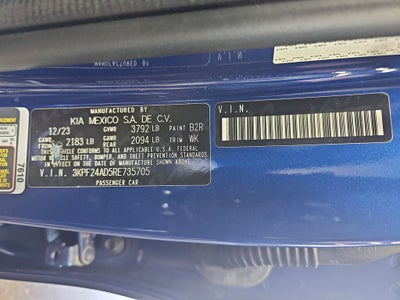 MANUFACTURED BY
KIA MEXICO S.A. DE C.V.
12/23 GVWR 3792 LB PAINT B2R
GAWR 2183 LB GAWR 2094 LB TRIM WK
THIS VEHICLE CONFORMS TO ALL APPLICABLE U.S.A. FEDERAL
MOTOR VEHICLE SAFETY, BUMPER, AND THEFT PREVENTION
STANDARDS IN EFFECT ON THE DATE OF MANUFACTURE SHOWN ABOVE.
V.I.N. 3KPF24AD5RE735705
PASSENGER CAR
V.I.N.
7610